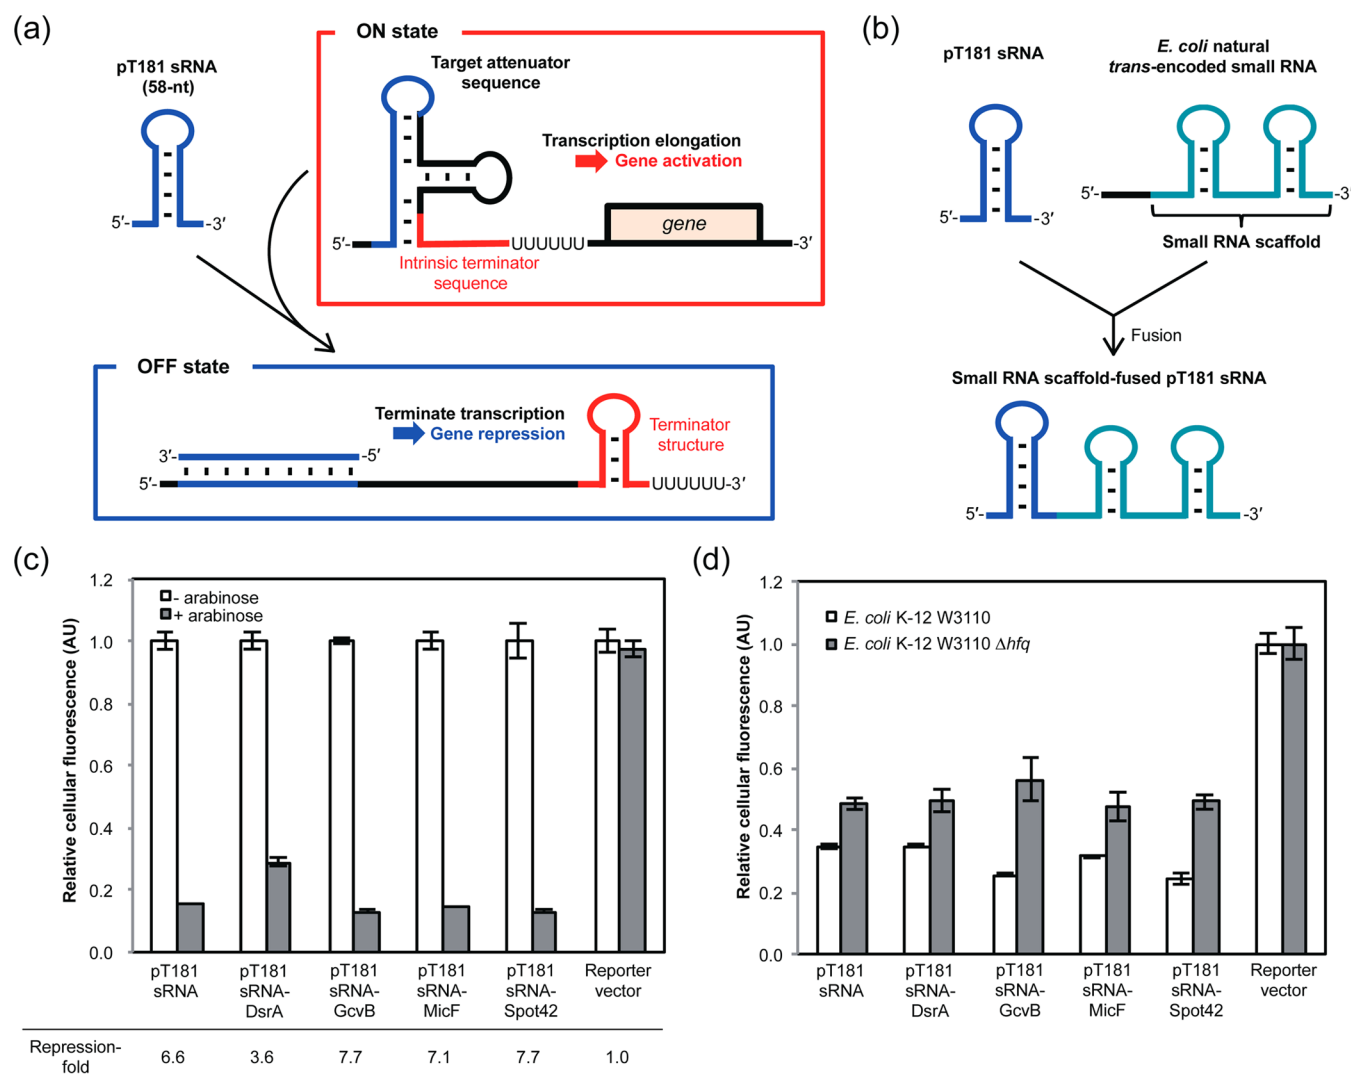 (a)
pT181 sRNA
(58-nt)
5′-
-3′
ON state
Target attenuator
sequence
Transcription elongation
Gene activation
gene
5′-
UUUUUU
-3′
Intrinsic terminator
sequence
OFF state
Terminate transcription
Gene repression
Terminator
structure
3′-
-5′
5′-
UUUUUU-3′
(b)
pT181 sRNA
E. coli natural
trans-encoded small RNA
5′-
-3′
5′-
-3′
Small RNA scaffold
Fusion
Small RNA scaffold-fused pT181 sRNA
5′-
-3′
(c)
Relative cellular fluorescence (AU)
1.2
1.0
0.8
0.6
0.4
0.2
0.0
- arabinose
+ arabinose
pT181
sRNA
pT181
sRNA-
DsrA
pT181
sRNA-
GcvB
pT181
sRNA-
MicF
pT181
sRNA-
Spot42
Reporter
vector
Repression-
fold
6.6
3.6
7.7
7.1
7.7
1.0
(d)
Relative cellular fluorescence (AU)
1.2
1.0
0.8
0.6
0.4
0.2
0.0
E. coli K-12 W3110
E. coli K-12 W3110 Δhfq
pT181
sRNA
pT181
sRNA-
DsrA
pT181
sRNA-
GcvB
pT181
sRNA-
MicF
pT181
sRNA-
Spot42
Reporter
vector